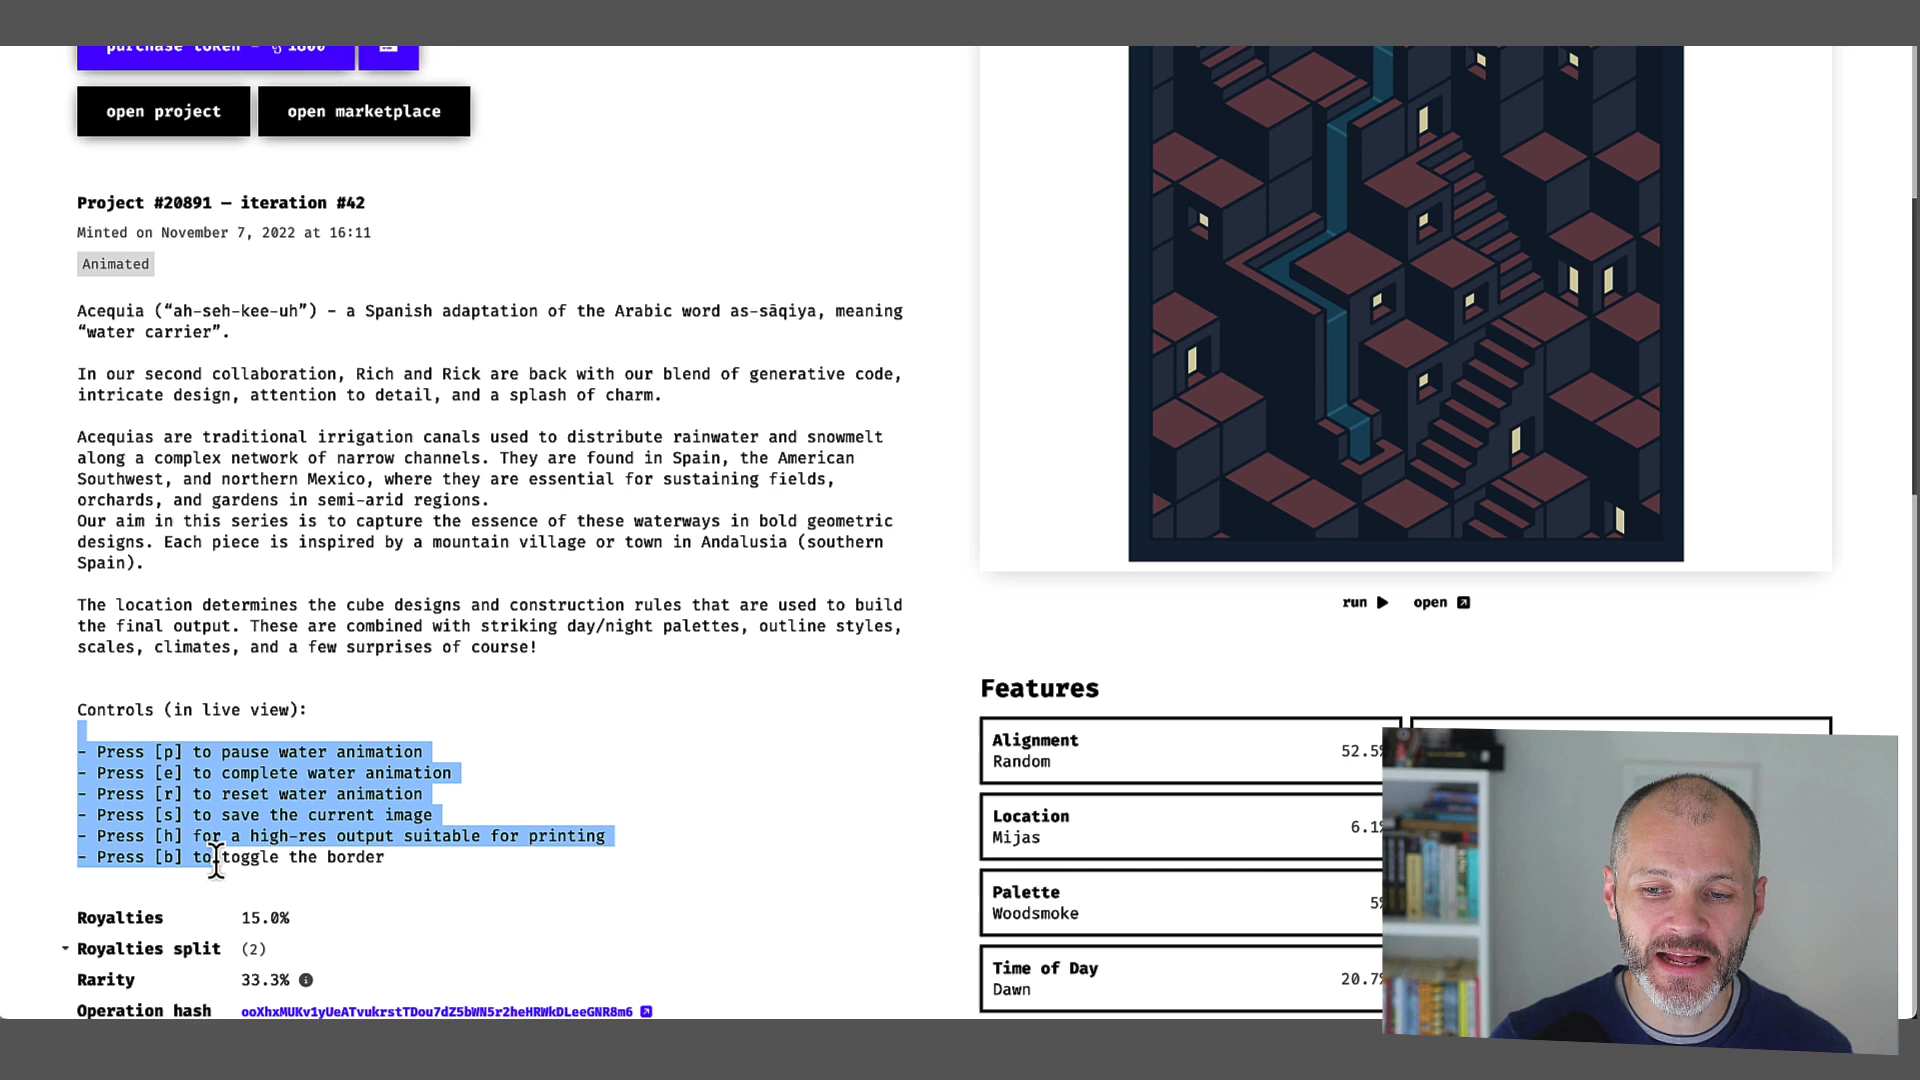 purchase token - 1800
open project
open marketplace
Project #20891 — iteration #42
Minted on November 7, 2022 at 16:11
Animated
Acequia (“ah-seh-kee-uh”) - a Spanish adaptation of the Arabic word as-sāqiya, meaning
“water carrier”.
In our second collaboration, Rich and Rick are back with our blend of generative code,
intricate design, attention to detail, and a splash of charm.
Acequias are traditional irrigation canals used to distribute rainwater and snowmelt
along a complex network of narrow channels. They are found in Spain, the American
Southwest, and northern Mexico, where they are essential for sustaining fields,
orchards, and gardens in semi-arid regions.
Our aim in this series is to capture the essence of these waterways in bold geometric
designs. Each piece is inspired by a mountain village or town in Andalusia (southern
Spain).
The location determines the cube designs and construction rules that are used to build
the final output. These are combined with striking day/night palettes, outline styles,
scales, climates, and a few surprises of course!
Controls (in live view):
- Press [p] to pause water animation
- Press [e] to complete water animation
- Press [r] to reset water animation
- Press [s] to save the current image
- Press [h] for a high-res output suitable for printing
- Press [b] to toggle the border
Royalties 15.0%
Royalties split (2)
Rarity 33.3%
Operation hash ooXhxMUKv1yUeATvukrstTDou7dZ5bWN5r2heHRWkDLeeGNR8m6
run
open
Features
Alignment
Random
52.5%
Location
Mijas
6.1%
Palette
Woodsmoke
5%
Time of Day
Dawn
20.7%